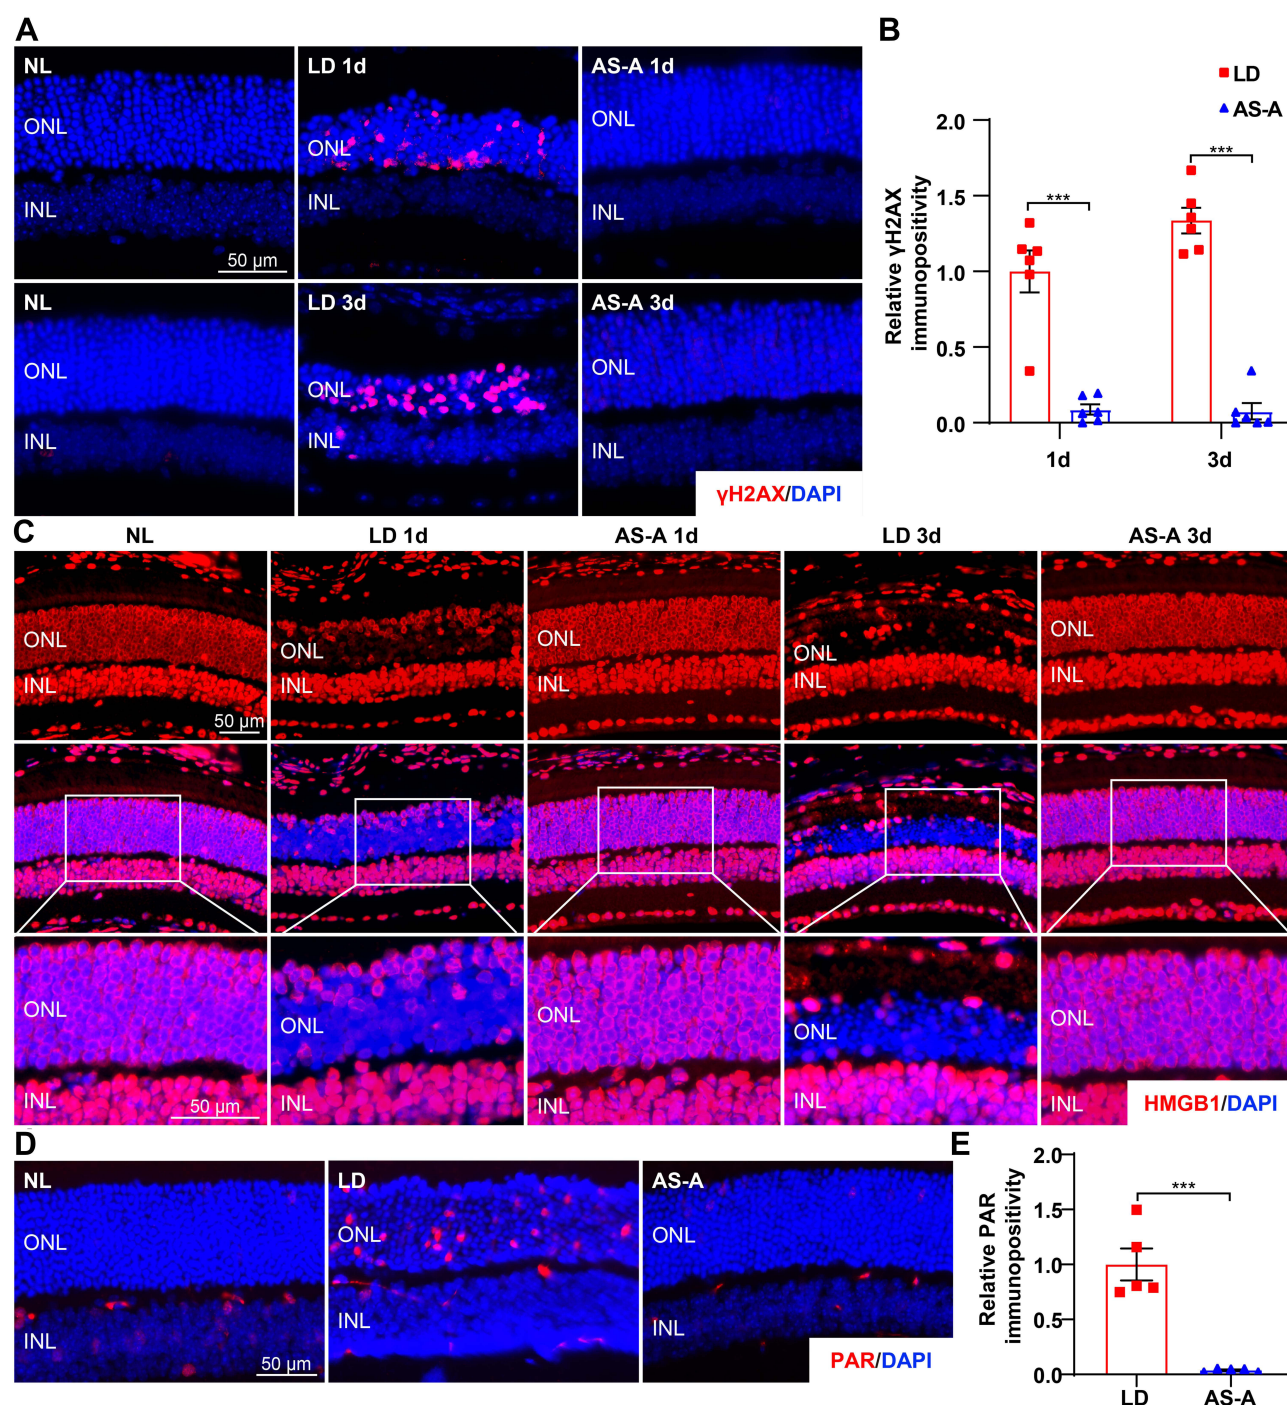 A
NL
ONL
INL
50 µm
LD 1d
ONL
INL
AS-A 1d
ONL
INL
NL
ONL
INL
LD 3d
ONL
INL
AS-A 3d
ONL
INL
γH2AX/DAPI
B
LD
AS-A
Relative γH2AX
immunopositivity
2.0
1.5
1.0
0.5
0.0
***
***
1d
3d
C
NL
LD 1d
AS-A 1d
LD 3d
AS-A 3d
ONL
INL
50 µm
ONL
INL
ONL
INL
ONL
INL
ONL
INL
ONL
INL
50 µm
ONL
INL
ONL
INL
ONL
INL
ONL
INL
HMGB1/DAPI
D
NL
ONL
INL
50 µm
LD
ONL
INL
AS-A
ONL
INL
PAR/DAPI
E
Relative PAR
immunopositivity
2.0
1.5
1.0
0.5
0.0
***
LD
AS-A